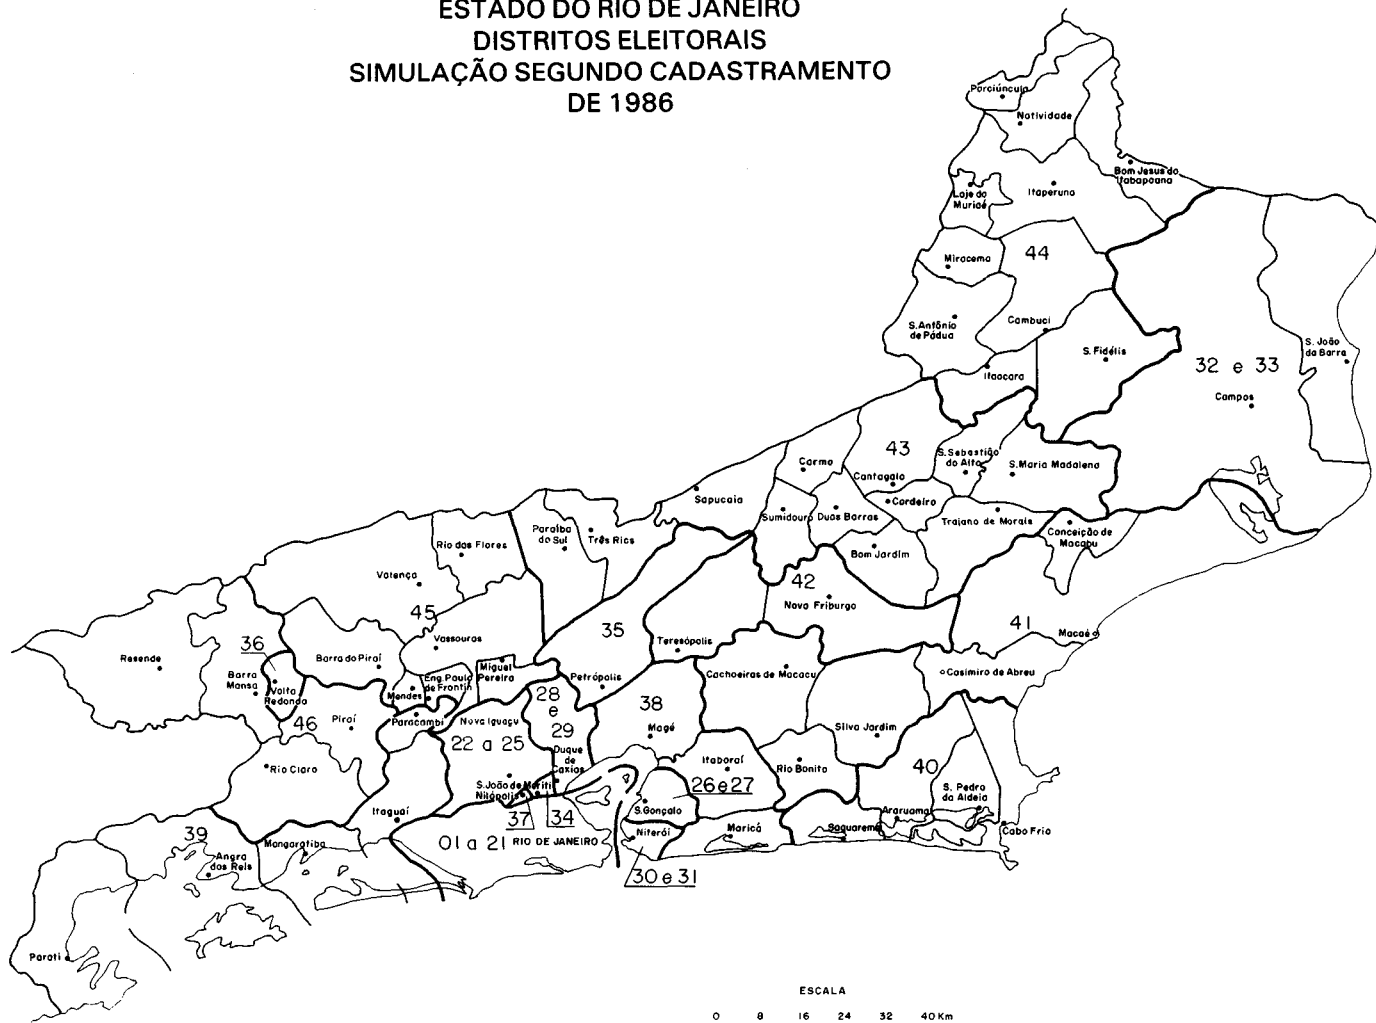 ESTADO DO RIO DE JANEIRO
DISTRITOS ELEITORAIS
SIMULAÇÃO SEGUNDO CADASTRAMENTO
DE 1986
Porciúncula
Natividade
Bom Jesus do
Itabapoana
Laje do
Muriaé
Itaperuna
Miracema
44
S. Antônio
de Pádua
Cambuci
S. Fidélis
S. João
da Barra
32 e 33
Itaocara
Campos
43
S. Sebastião
do Alto
S. Maria Madalena
Carmo
Cantagalo
Cordeiro
Sapucaia
Sumidouro
Duas Barras
Trajano de Morais
Conceição de
Macabu
Paraíba
do Sul
Três Rios
Rio das Flores
Bom Jardim
Valença
45
42
Nova Friburgo
41
Macaé
Vassouras
35
Teresópolis
36
Resende
Barra do Piraí
Miguel
Pereira
Eng. Paulo
de Frontin
Barra
Mansa
Volta
Redonda
Mendes
Petrópolis
Cachoeiras de Macacu
Casimiro de Abreu
28
e
29
38
46
Piraí
Paracambi
Nova Iguaçu
22 a 25
Magé
Silva Jardim
Duque
de
Caxias
Itaboraí
Rio Bonito
40
Rio Claro
26 e 27
S. João de Meriti
Nilópolis
S. Pedro
da Aldeia
Itaguaí
S. Gonçalo
Araruama
37
34
Niterói
Maricá
Saquarema
Cabo Frio
39
Mangaratiba
01 a 21 RIO DE JANEIRO
Angra
dos Reis
30 e 31
Parati
ESCALA
0 8 16 24 32 40 Km